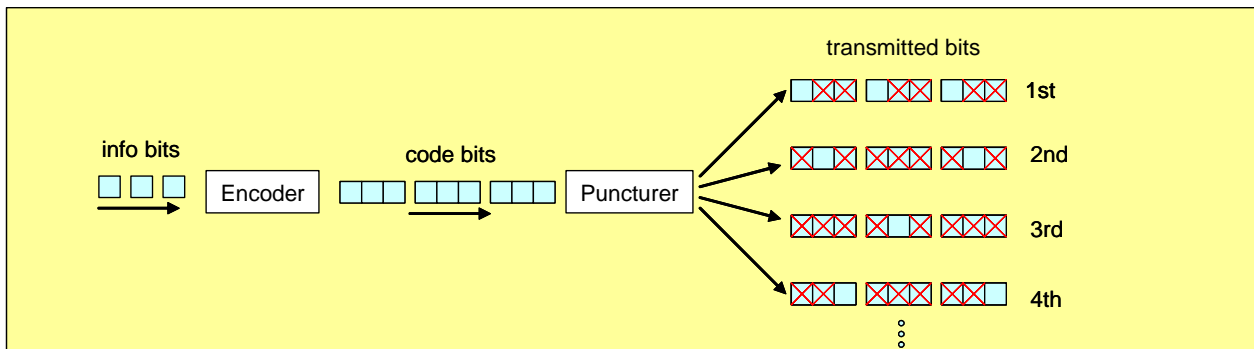 transmitted bits
1st
info bits
code bits
2nd
Encoder
Puncturer
3rd
4th